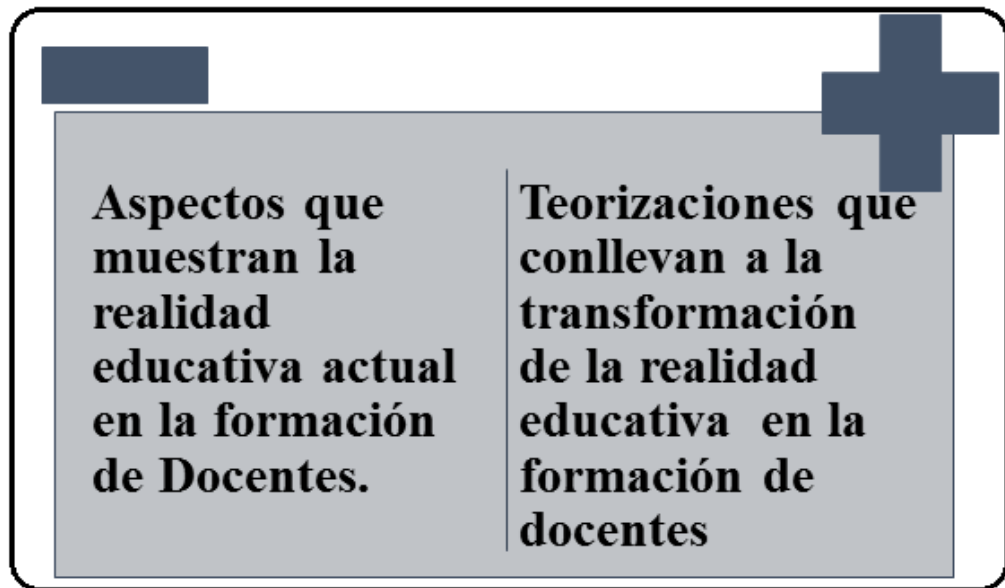 Aspectos que
muestran la
realidad
educativa actual
en la formación
de Docentes.
Teorizaciones que
conllevan a la
transformación
de la realidad
educativa en la
formación de
docentes